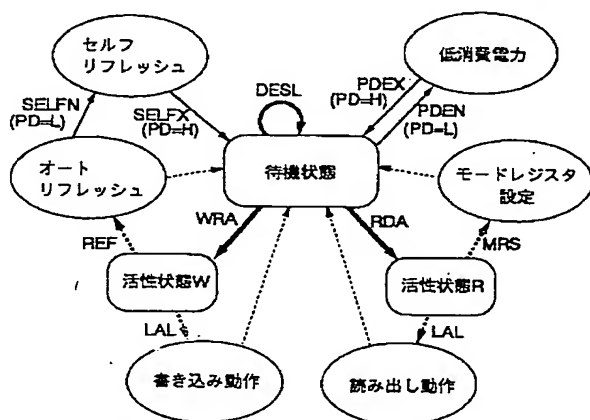 セルフ
リフレッシュ
低消費電力
DESL
PDEX
(PD=H)
PDEN
(PD=L)
SELFN
(PD=L)
SELFX
(PD=H)
オート
リフレッシュ
待機状態
モードレジスタ
設定
WRA
RDA
REF
MRS
活性状態W
活性状態R
LAL
LAL
書き込み動作
読み出し動作